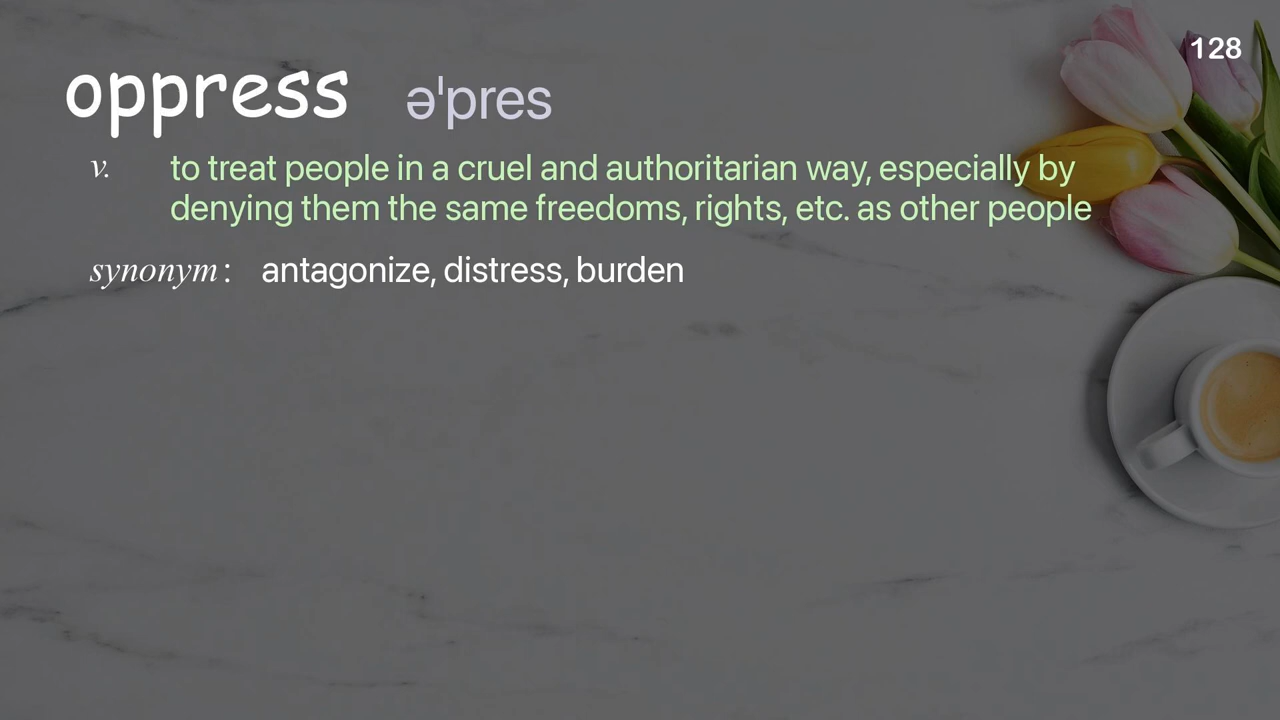 128
oppress əˈpres
v. to treat people in a cruel and authoritarian way, especially by
denying them the same freedoms, rights, etc. as other people
synonym: antagonize, distress, burden